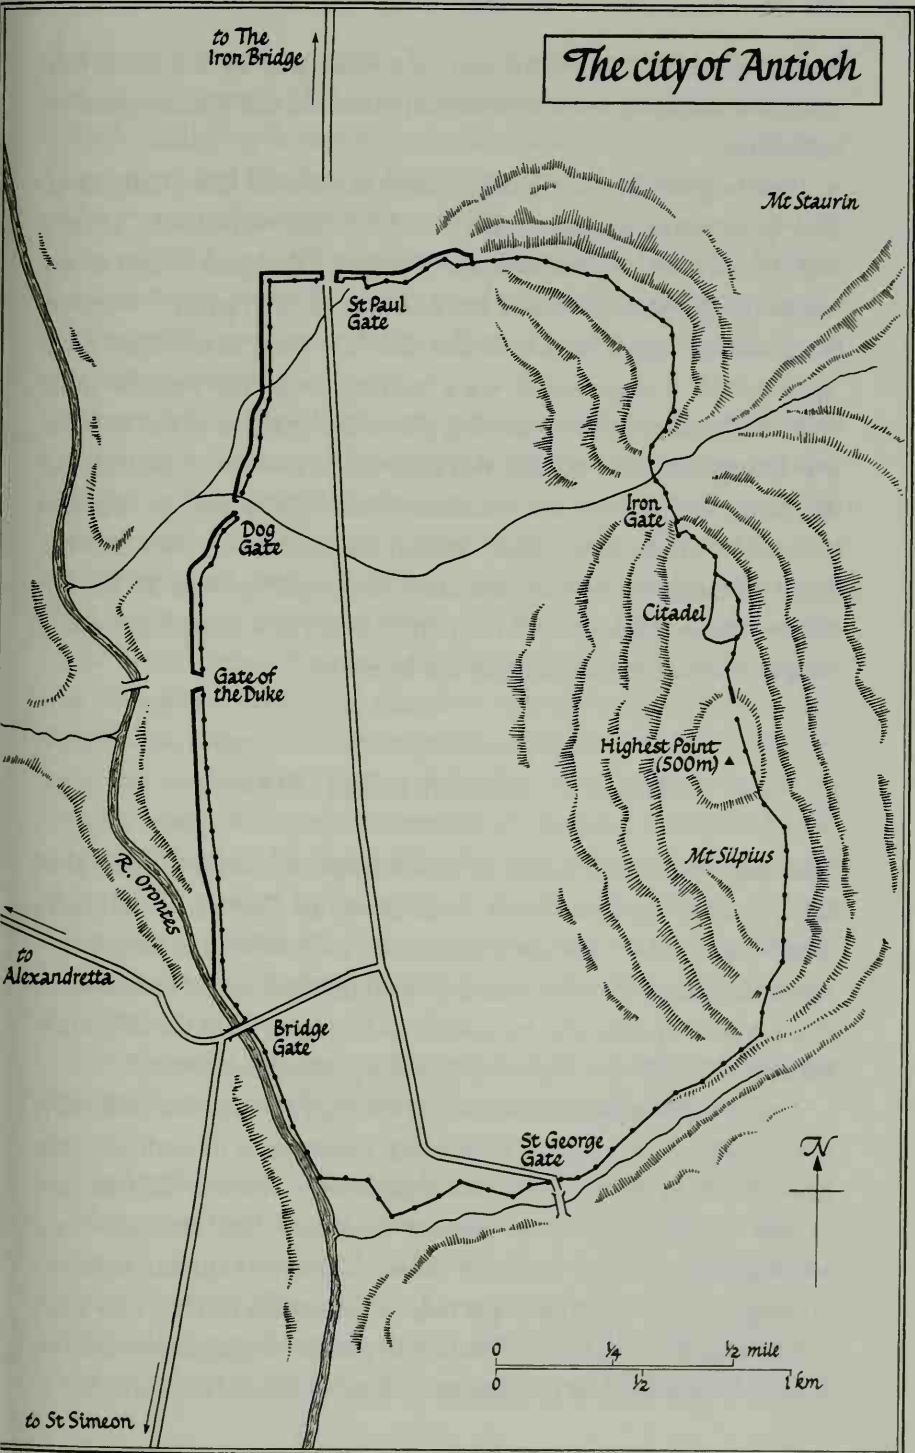 to The
Iron Bridge
The city of Antioch
Mt Staurin
St Paul
Gate
Iron
Gate
Dog
Gate
Citadel
Gate of
the Duke
Highest Point
(500m)
Mt Silpius
R. Orontes
to
Alexandretta
Bridge
Gate
St George
Gate
N
0 ¼ ½ mile
0 ½ 1 km
to St Simeon